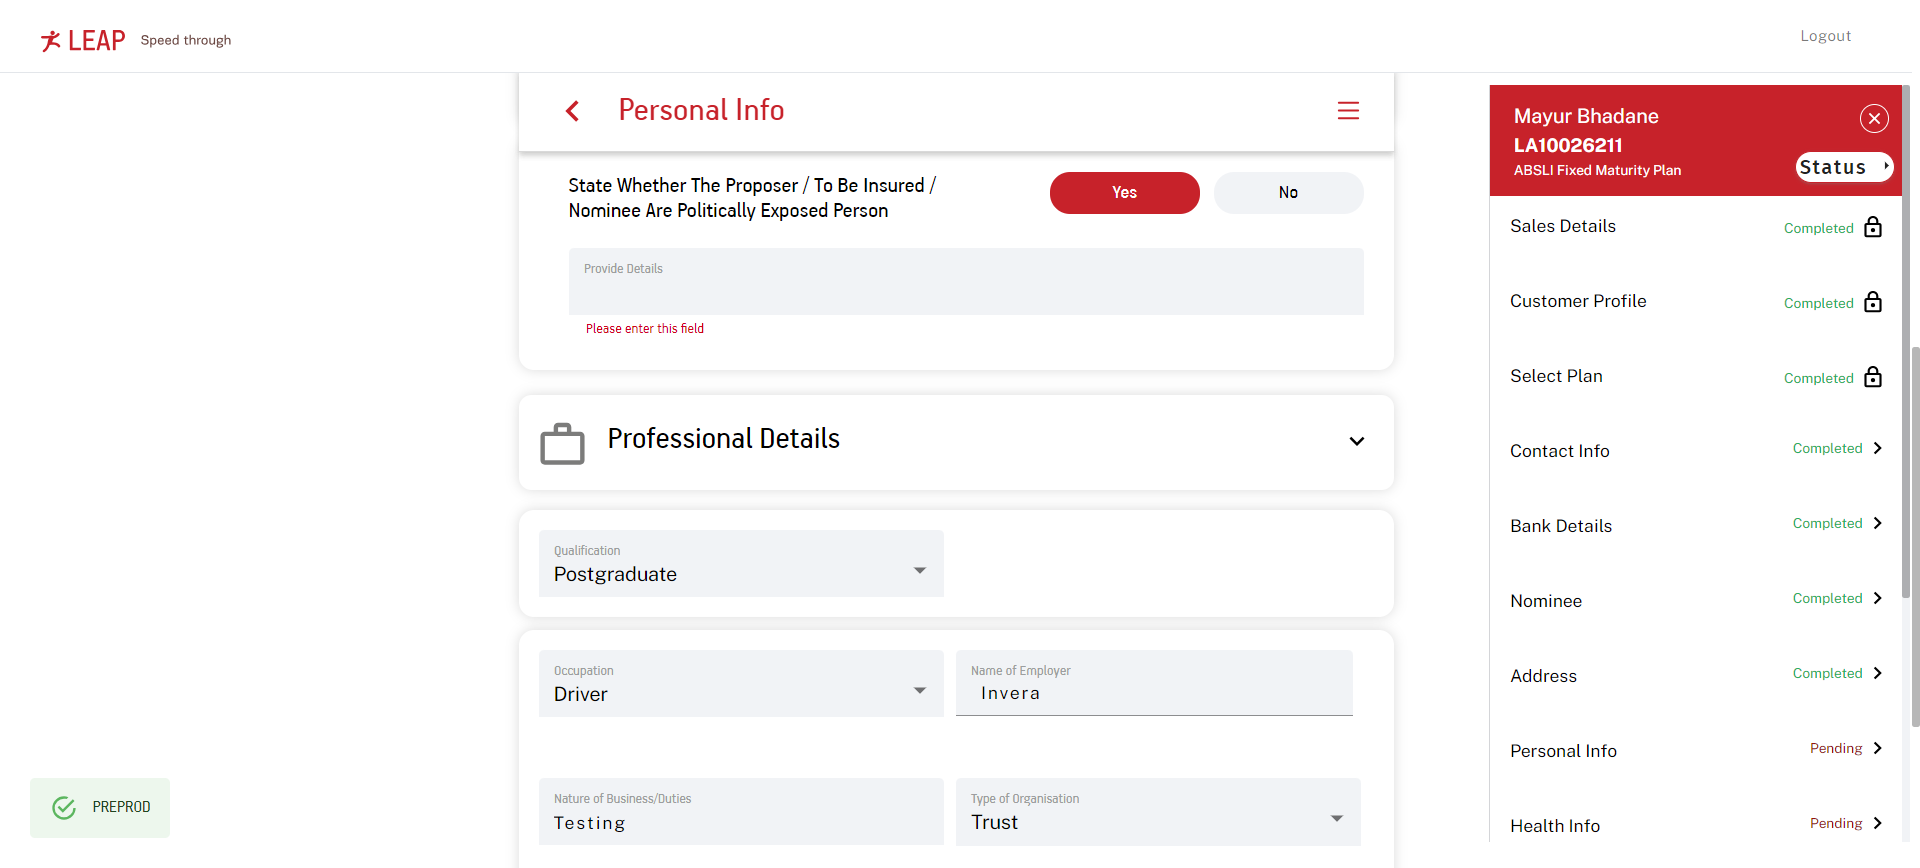 LEAP Speed through
Logout
Personal Info
State Whether The Proposer / To Be Insured /
Nominee Are Politically Exposed Person
Yes
No
Provide Details
Please enter this field
Professional Details
Qualification
Postgraduate
Occupation
Driver
Name of Employer
Invera
Nature of Business/Duties
Testing
Type of Organisation
Trust
PREPROD
Mayur Bhadane
LA10026211
ABSLI Fixed Maturity Plan
Status
Sales Details Completed
Customer Profile Completed
Select Plan Completed
Contact Info Completed
Bank Details Completed
Nominee Completed
Address Completed
Personal Info Pending
Health Info Pending